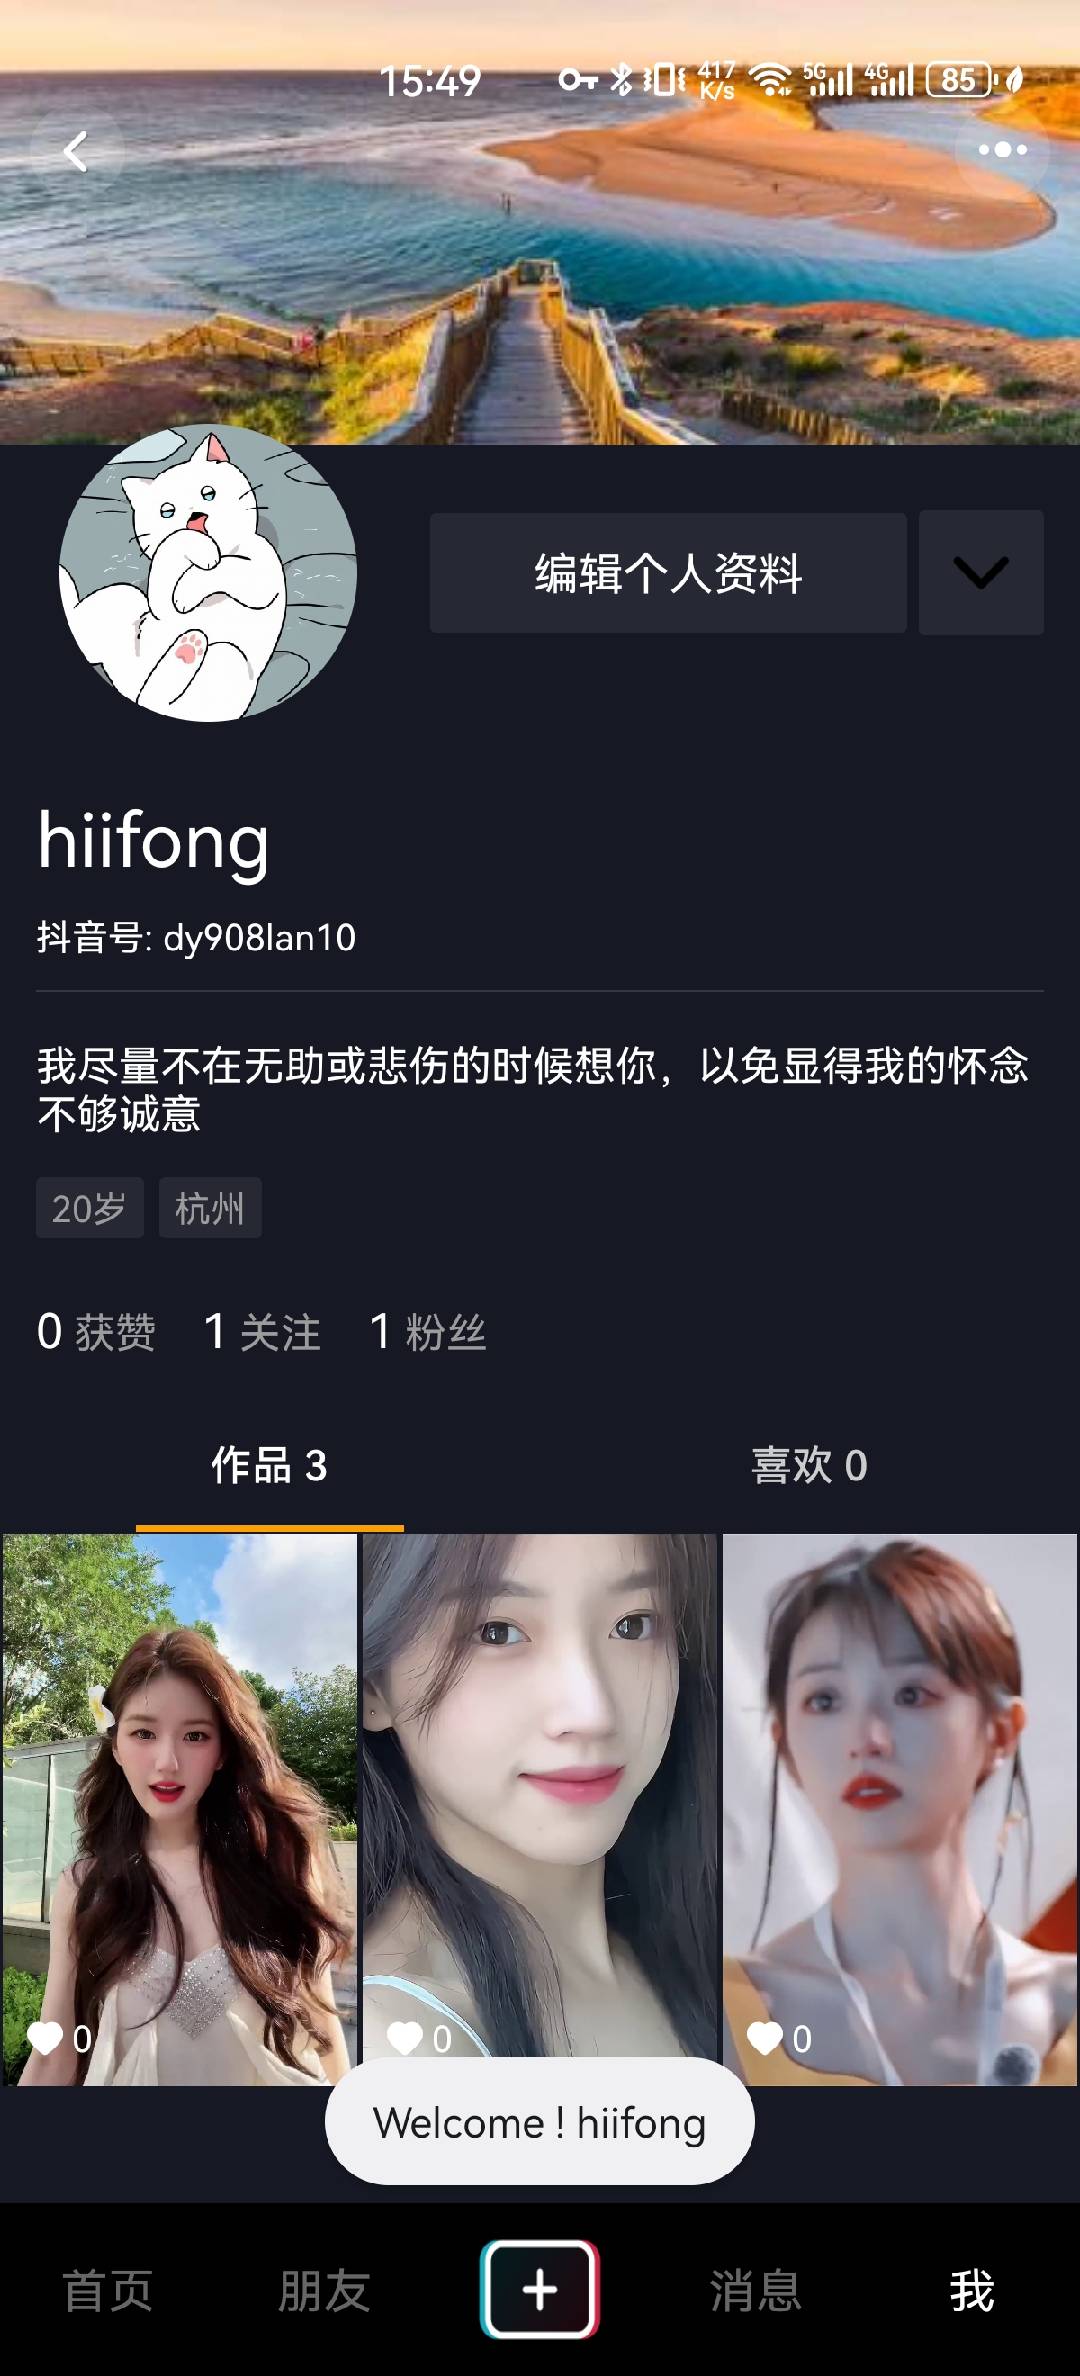 15:49 417 K/s 5G 4G 85
编辑个人资料
hiifong
抖音号: dy908lan10
我尽量不在无助或悲伤的时候想你，以免显得我的怀念
不够诚意
20岁 杭州
0 获赞 1 关注 1 粉丝
作品 3 喜欢 0
0 0 0
Welcome ! hiifong
首页 朋友 消息 我